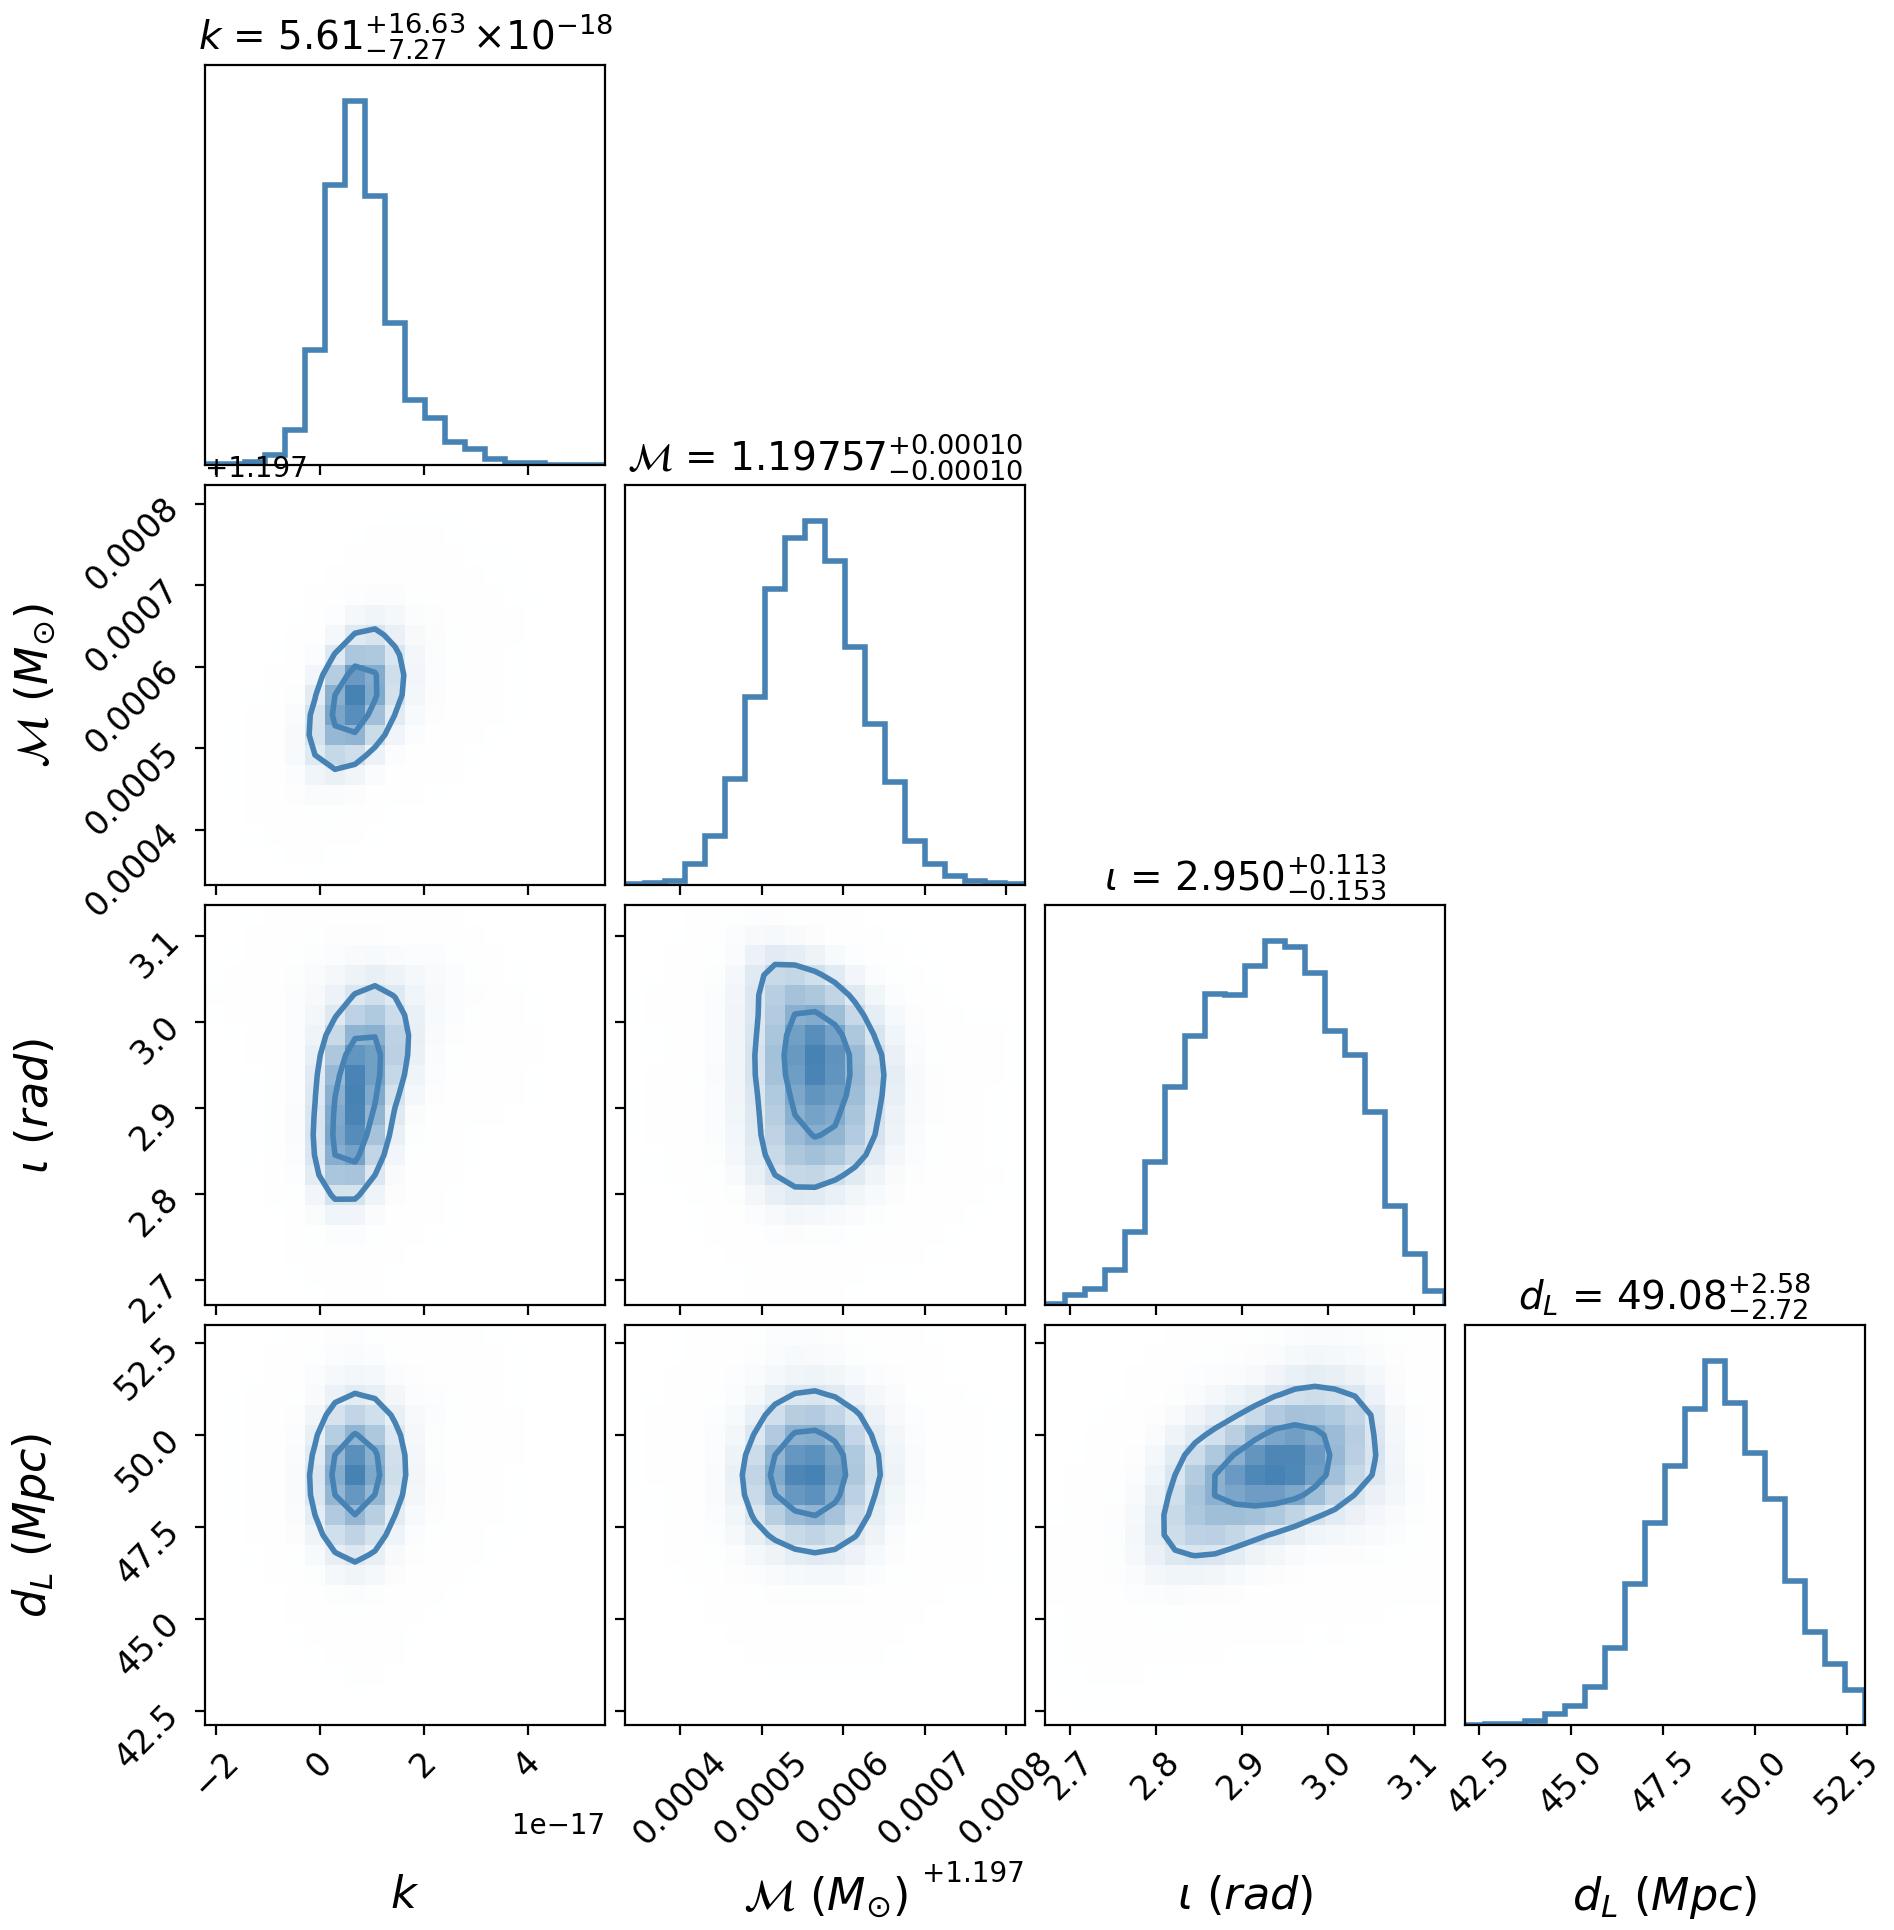 k = 5.61 +16.63 −7.27 ×10−18
+1.197
ℳ = 1.19757 +0.00010 −0.00010
0.0008
0.0007
0.0006
0.0005
0.0004
ℳ (M⊙)
ι = 2.950 +0.113 −0.153
3.1
3.0
2.9
2.8
2.7
ι (rad)
dL = 49.08 +2.58 −2.72
52.5
50.0
47.5
45.0
42.5
dL (Mpc)
−2 0 2 4
0.0004 0.0005 0.0006 0.0007 0.0008
2.7 2.8 2.9 3.0 3.1
42.5 45.0 47.5 50.0 52.5
1e−17
+1.197
k
ℳ (M⊙)
ι (rad)
dL (Mpc)